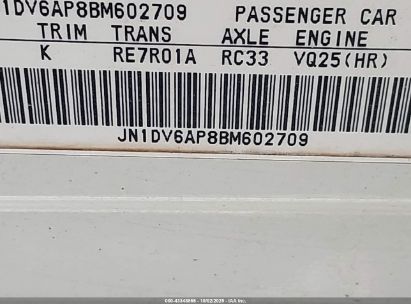 1DV6AP8BM602709 PASSENGER CAR
TRIM TRANS AXLE ENGINE
K RE7R01A RC33 VQ25(HR)
JN1DV6AP8BM602709